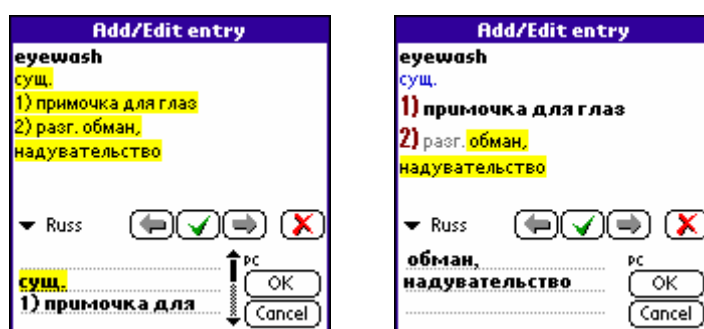 Add/Edit entry
eyewash
сущ.
1) примочка для глаз
2) разг. обман,
надувательство
Russ
PC
сущ.
1) примочка для
OK
Cancel
Add/Edit entry
eyewash
сущ.
1) примочка для глаз
2) разг. обман,
надувательство
Russ
обман,
PC
надувательство
OK
Cancel